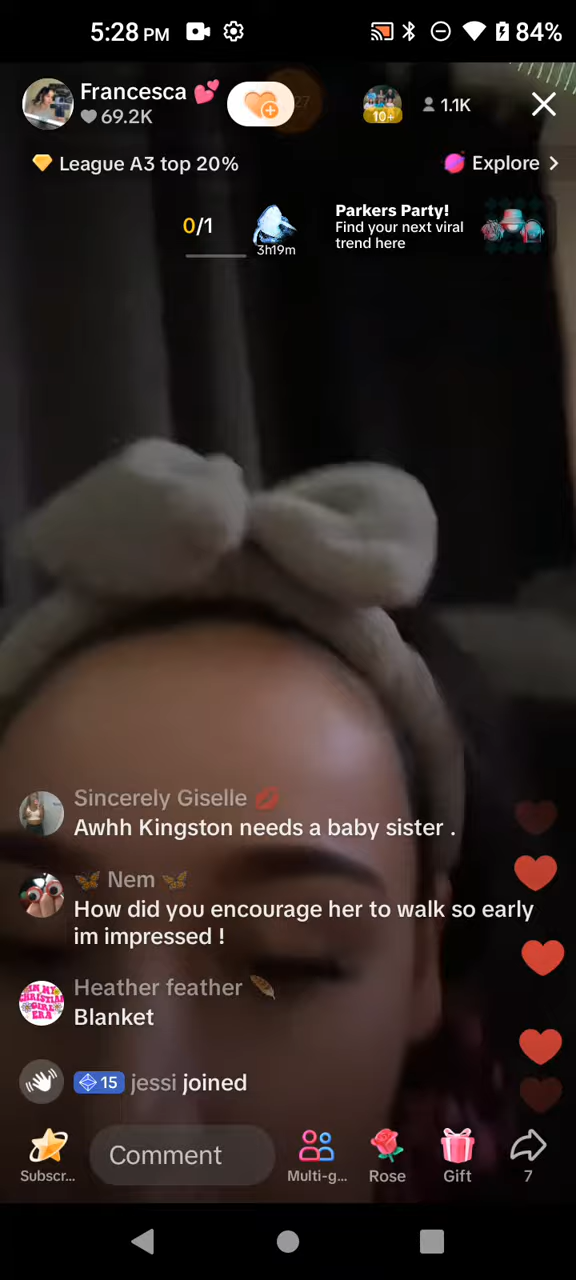 5:28 PM
84%
Francesca 💕
69.2K
10+
1.1K
League A3 top 20%
Explore >
0/1
3h19m
Parkers Party!
Find your next viral
trend here
Sincerely Giselle 💋
Awhh Kingston needs a baby sister .
🦋 Nem 🦋
How did you encourage her to walk so early
im impressed !
Heather feather 🪶
Blanket
15 jessi joined
Comment
Subscr...
Multi-g...
Rose
Gift
7